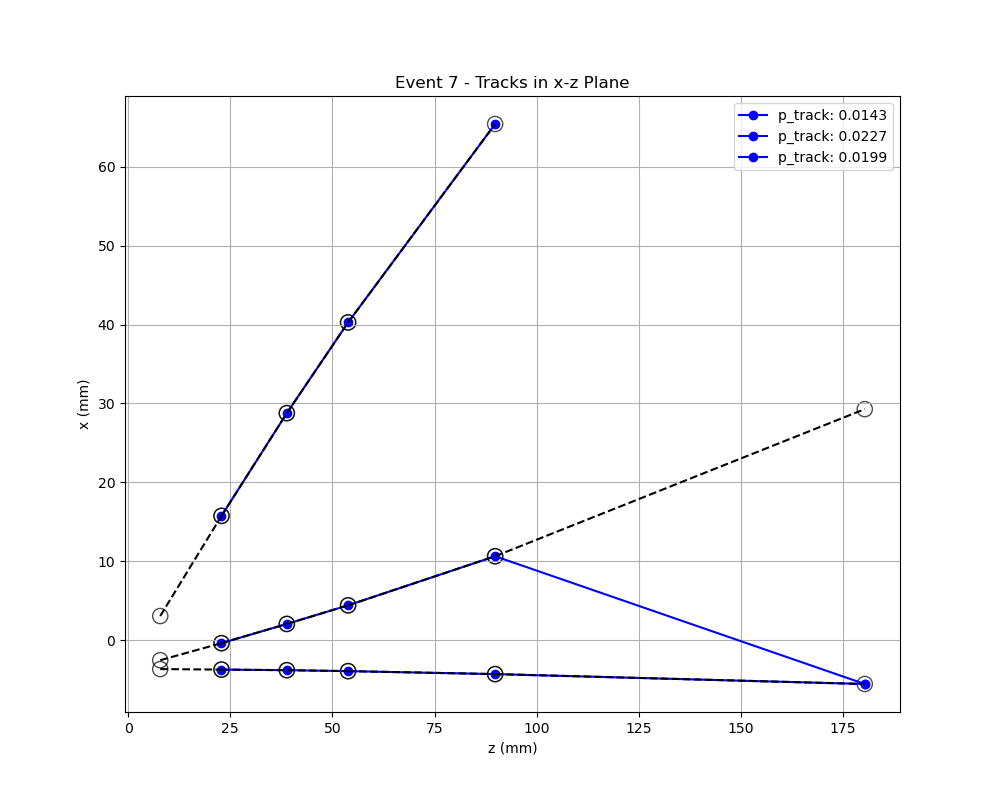 Event 7 - Tracks in x-z Plane
p_track: 0.0143
p_track: 0.0227
p_track: 0.0199
x (mm)
60
50
40
30
20
10
0
0 25 50 75 100 125 150 175
z (mm)